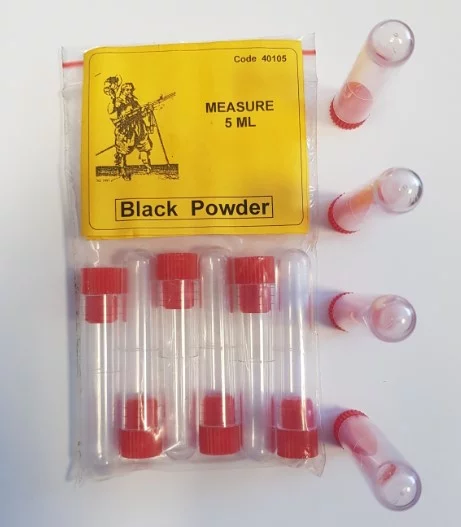 Code 40105
MEASURE
5 ML
Black Powder